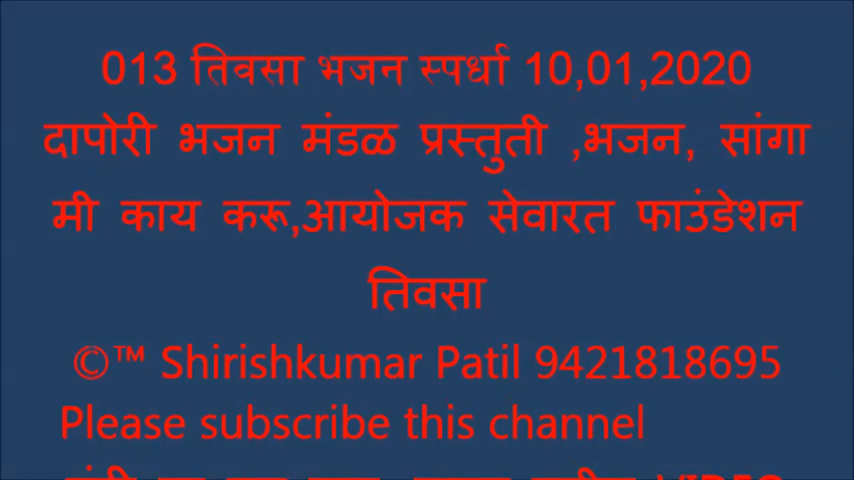 013 तिवसा भजन स्पर्धा 10,01,2020
दापोरी भजन मंडळ प्रस्तुती ,भजन, सांगा
मी काय करू,आयोजक सेवारत फाउंडेशन
तिवसा
©™ Shirishkumar Patil 9421818695
Please subscribe this channel